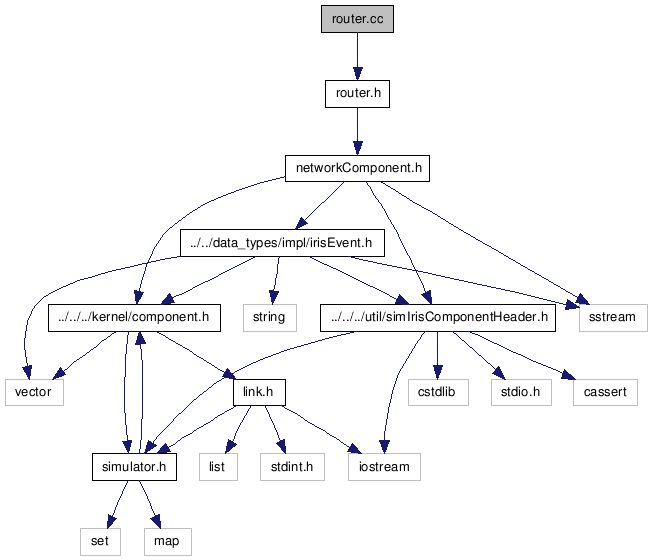 router.cc
router.h
networkComponent.h
../../data_types/impl/irisEvent.h
../../../kernel/component.h
string
../../../util/simIrisComponentHeader.h
sstream
vector
link.h
cstdlib
stdio.h
cassert
simulator.h
list
stdint.h
iostream
set
map